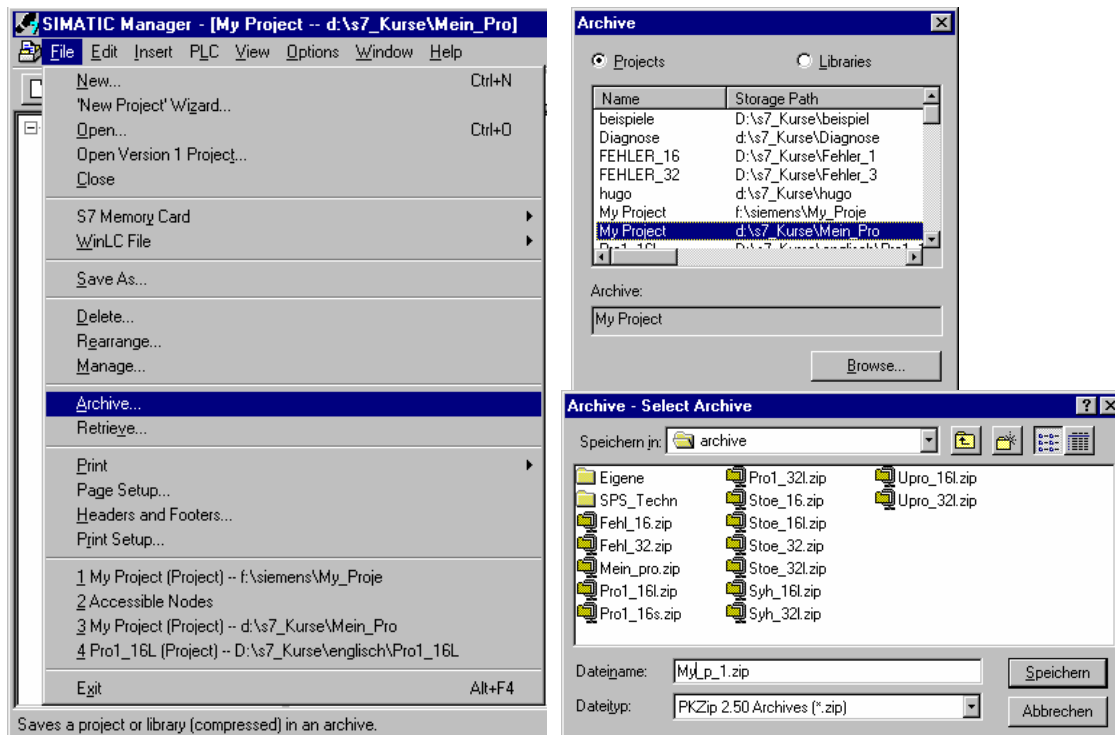 SIMATIC Manager - [My Project -- d:\s7_Kurse\Mein_Pro]
File Edit Insert PLC View Options Window Help
New... Ctrl+N
'New Project' Wizard...
Open... Ctrl+O
Open Version 1 Project...
Close
S7 Memory Card
WinLC File
Save As...
Delete...
Rearrange...
Manage...
Archive...
Retrieve...
Print
Page Setup...
Headers and Footers...
Print Setup...
1 My Project (Project) -- f:\siemens\My_Proje
2 Accessible Nodes
3 My Project (Project) -- d:\s7_Kurse\Mein_Pro
4 Pro1_16L (Project) -- D:\s7_Kurse\englisch\Pro1_16L
Exit Alt+F4
Saves a project or library (compressed) in an archive.
Archive
Projects Libraries
Name Storage Path
beispiele D:\s7_Kurse\beispiel
Diagnose d:\s7_Kurse\Diagnose
FEHLER_16 D:\s7_Kurse\Fehler_1
FEHLER_32 D:\s7_Kurse\Fehler_3
hugo d:\s7_Kurse\hugo
My Project f:\siemens\My_Proje
My Project d:\s7_Kurse\Mein_Pro
Archive:
My Project
Browse...
Archive - Select Archive
Speichern in: archive
Eigene Pro1_32l.zip Upro_16l.zip
SPS_Techn Stoe_16.zip Upro_32l.zip
Fehl_16.zip Stoe_16l.zip
Fehl_32.zip Stoe_32.zip
Mein_pro.zip Stoe_32l.zip
Pro1_16l.zip Syh_16l.zip
Pro1_16s.zip Syh_32l.zip
Dateiname: My_p_1.zip Speichern
Dateityp: PKZip 2.50 Archives (*.zip) Abbrechen